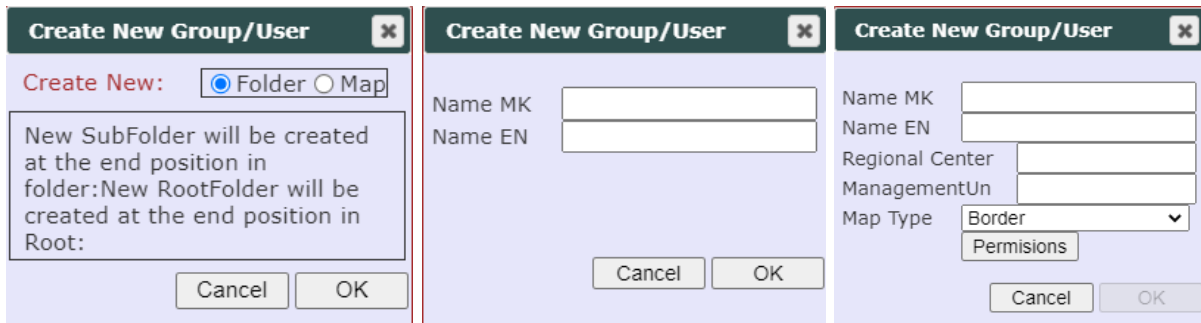 Create New Group/User
Create New: Folder Map
New SubFolder will be created
at the end position in
folder:New RootFolder will be
created at the end position in
Root:
Cancel OK
Create New Group/User
Name MK
Name EN
Cancel OK
Create New Group/User
Name MK
Name EN
Regional Center
ManagementUn
Map Type Border
Permisions
Cancel OK